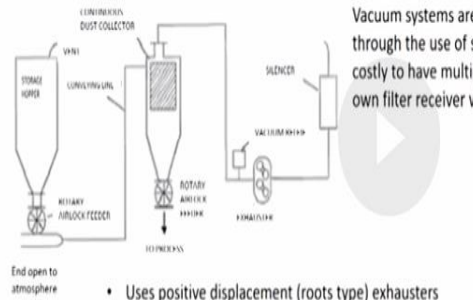 CONTINUOUS
DUST COLLECTOR
VENT
STORAGE
HOPPER
CONVEYING LINE
SILENCER
VACUUM RELIEF
ROTARY
AIRLOCK FEEDER
ROTARY
AIRLOCK
FEEDER
EXHAUSTER
TO PROCESS
End open to
atmosphere
Vacuum systems are
through the use of s
costly to have multi
own filter receiver v
• Uses positive displacement (roots type) exhausters